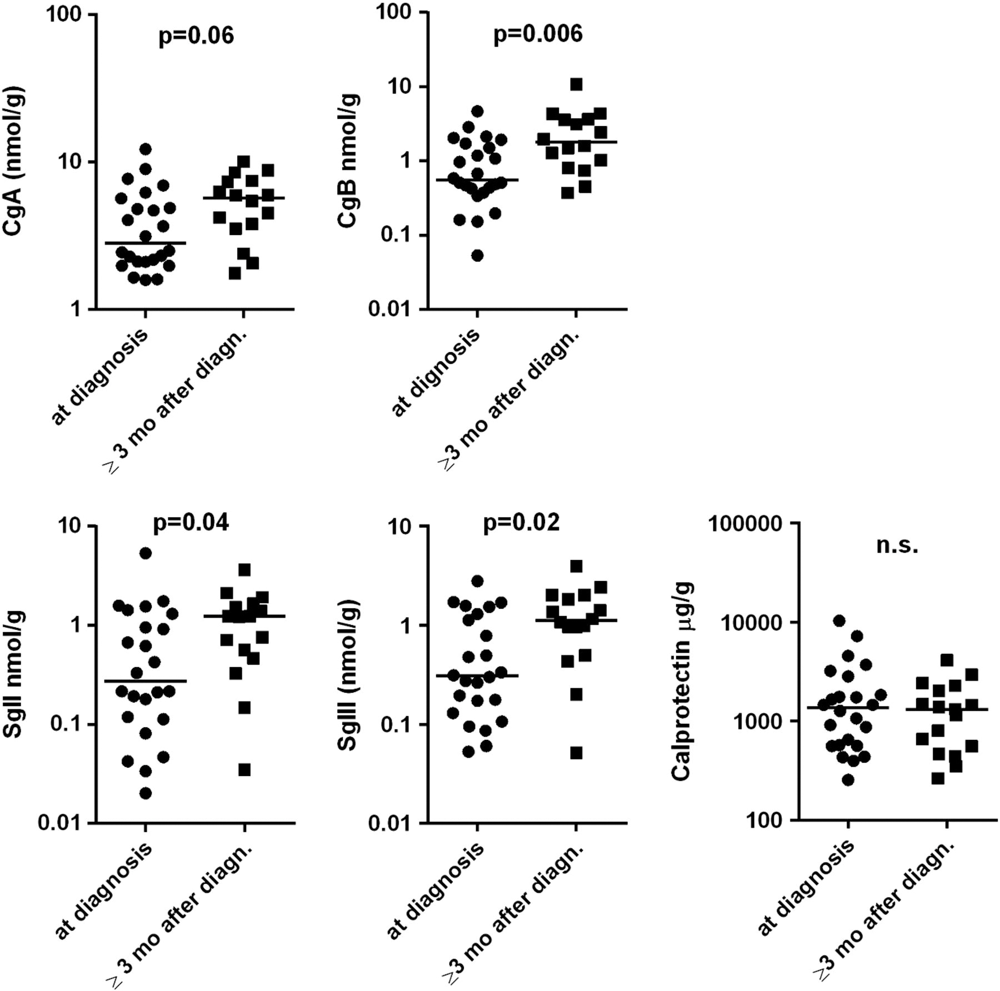 CgA (nmol/g)
100
10
1
p=0.06
at diagnosis
≥ 3 mo after diagn.
CgB nmol/g
100
10
1
0.1
0.01
p=0.006
at dignosis
≥3 mo after diagn.
SgII nmol/g
10
1
0.1
0.01
p=0.04
at diagnosis
≥ 3 mo after diagn.
SgIII (nmol/g)
10
1
0.1
0.01
p=0.02
at diagnosis
≥3 mo after diagn.
Calprotectin µg/g
100000
10000
1000
100
n.s.
at diagnosis
≥3 mo after diagn.